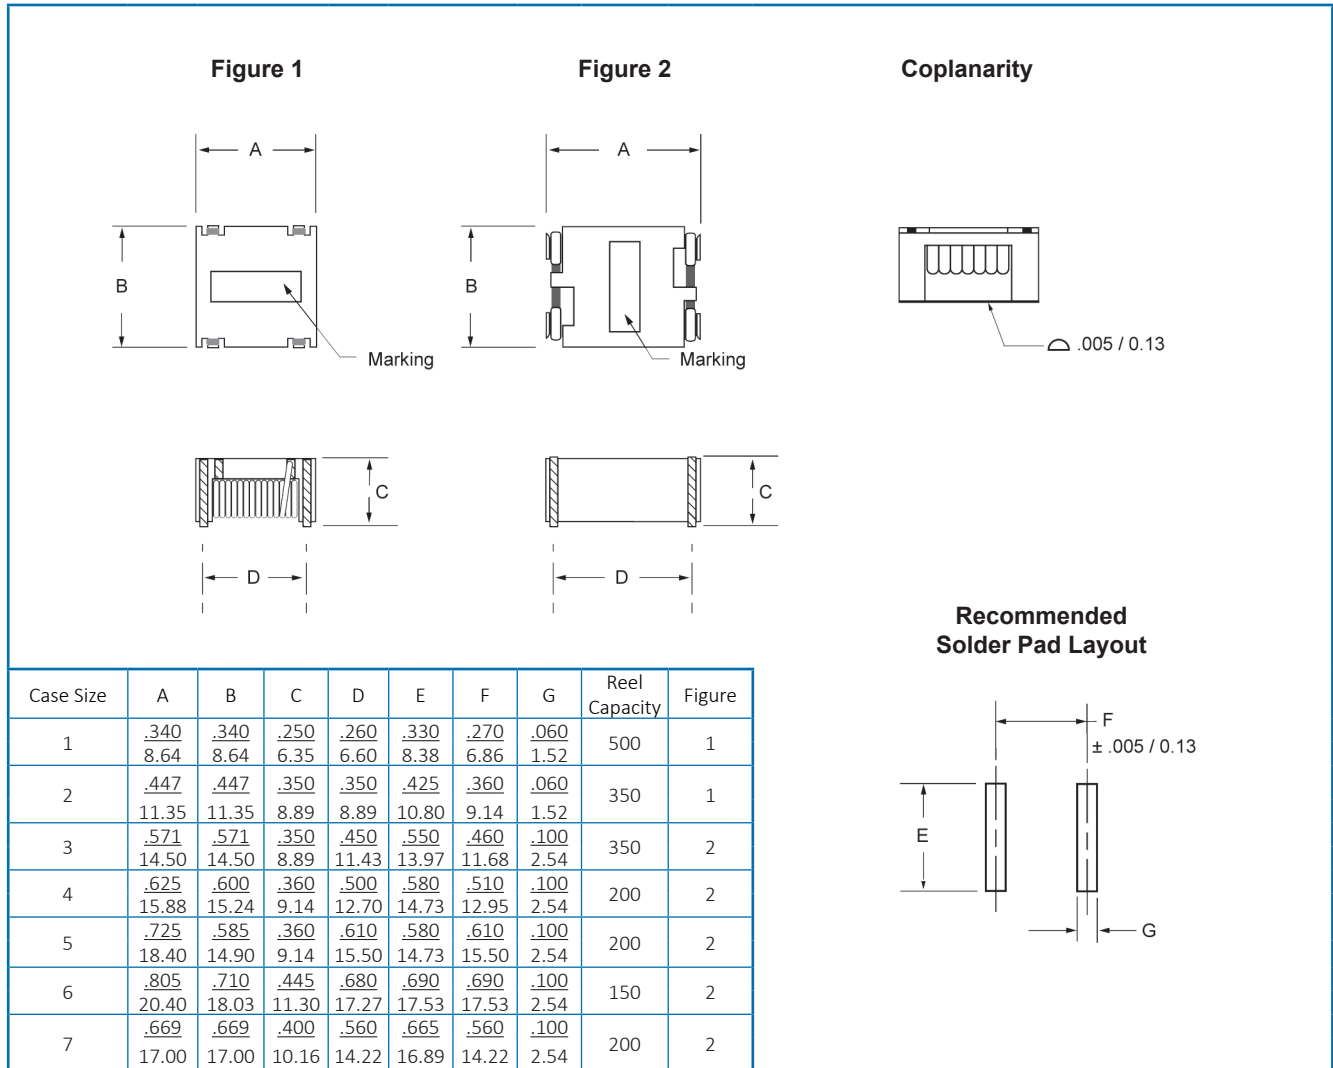 Figure 1
Figure 2
Coplanarity
A
A
B
B
Marking
Marking
.005 / 0.13
C
C
D
D
Recommended
Solder Pad Layout
F
± .005 / 0.13
E
G
Case Size A B C D E F G Reel Capacity Figure
1 .340 .340 .250 .260 .330 .270 .060 500 1
8.64 8.64 6.35 6.60 8.38 6.86 1.52
2 .447 .447 .350 .350 .425 .360 .060 350 1
11.35 11.35 8.89 8.89 10.80 9.14 1.52
3 .571 .571 .350 .450 .550 .460 .100 350 2
14.50 14.50 8.89 11.43 13.97 11.68 2.54
4 .625 .600 .360 .500 .580 .510 .100 200 2
15.88 15.24 9.14 12.70 14.73 12.95 2.54
5 .725 .585 .360 .610 .580 .610 .100 200 2
18.40 14.90 9.14 15.50 14.73 15.50 2.54
6 .805 .710 .445 .680 .690 .690 .100 150 2
20.40 18.03 11.30 17.27 17.53 17.53 2.54
7 .669 .669 .400 .560 .665 .560 .100 200 2
17.00 17.00 10.16 14.22 16.89 14.22 2.54